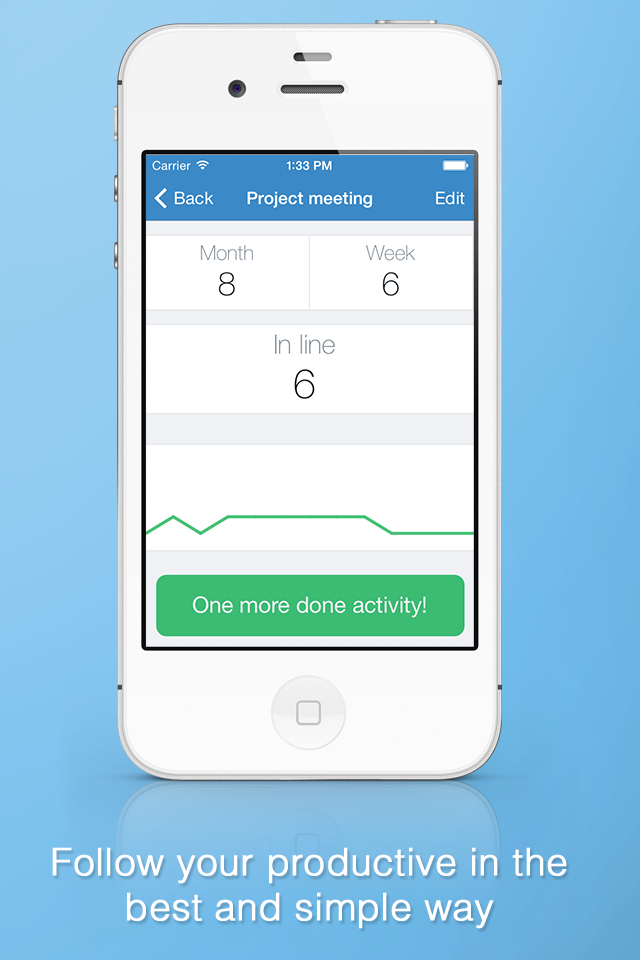 Carrier 1:33 PM
Back Project meeting Edit
Month Week
8 6
In line
6
One more done activity!
Follow your productive in the
best and simple way